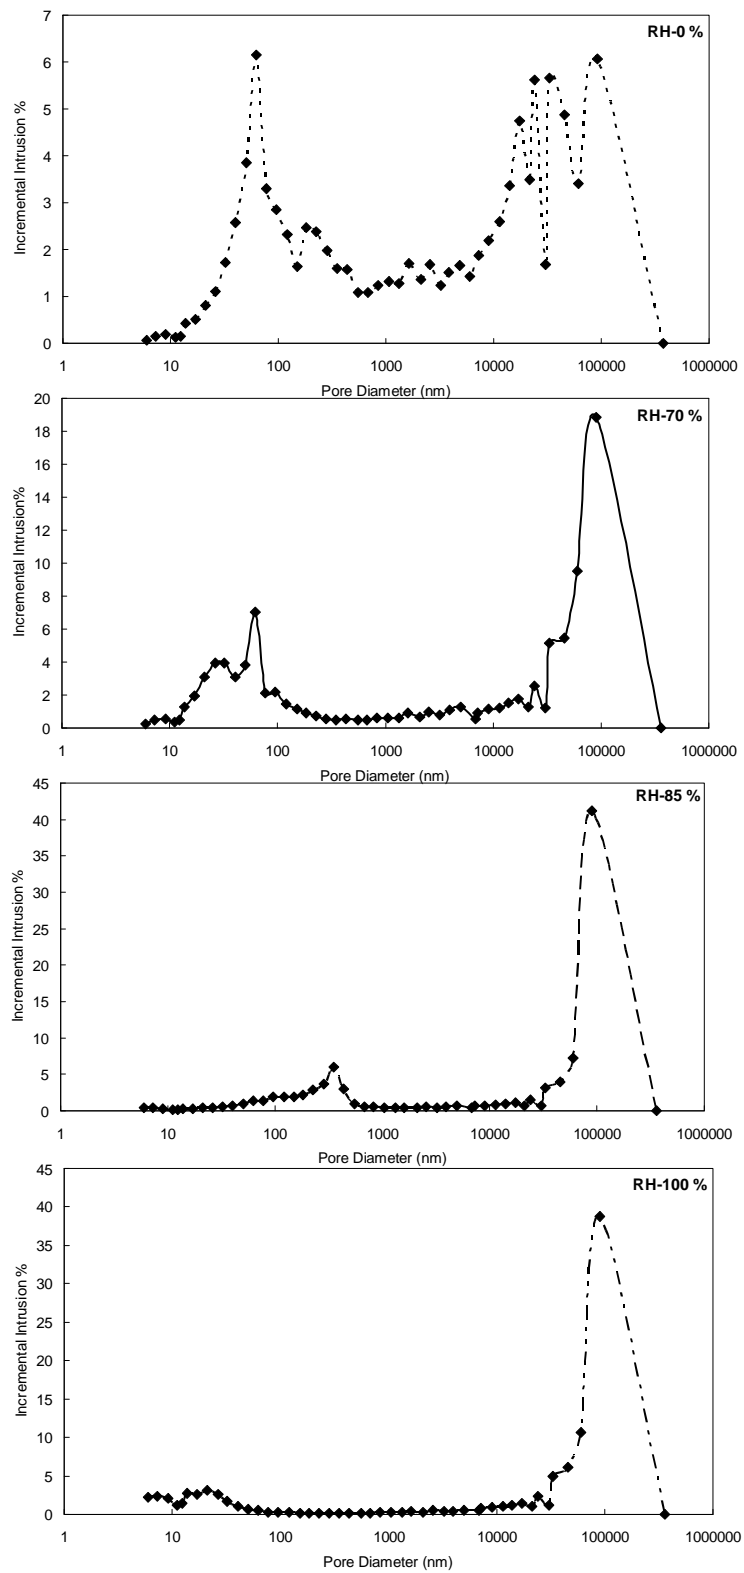 7
RH-0 %
6
5
4
3
2
1
0
Incremental Intrusion %
1 10 100 1000 10000 100000 1000000
Pore Diameter (nm)
20
RH-70 %
18
16
14
12
10
8
6
4
2
0
Incremental Intrusion%
1 10 100 1000 10000 100000 1000000
Pore Diameter (nm)
45
RH-85 %
40
35
30
25
20
15
10
5
0
Incremental Intrusion %
1 10 100 1000 10000 100000 1000000
Pore Diameter (nm)
45
RH-100 %
40
35
30
25
20
15
10
5
0
Incremental Intrusion %
1 10 100 1000 10000 100000 1000000
Pore Diameter (nm)